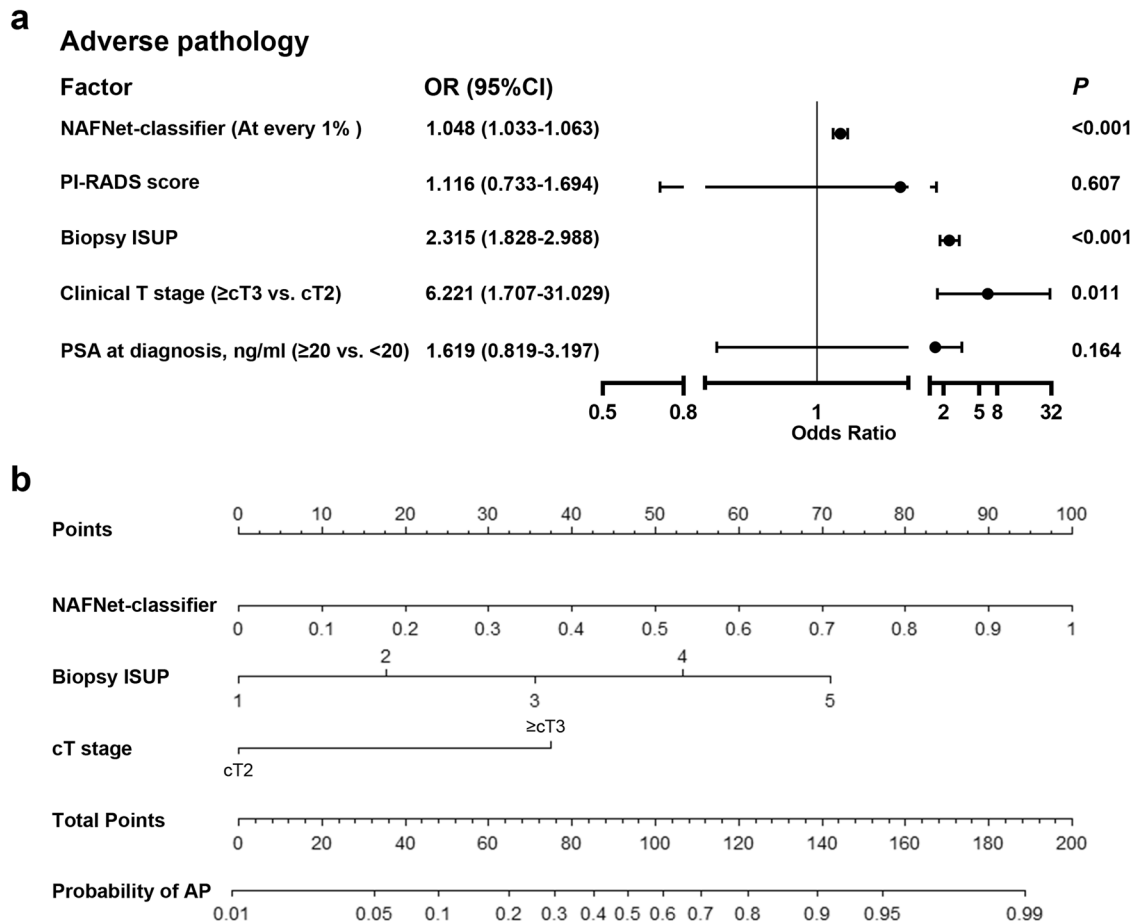 a
Adverse pathology
Factor OR (95%CI) P
NAFNet-classifier (At every 1% ) 1.048 (1.033-1.063) <0.001
PI-RADS score 1.116 (0.733-1.694) 0.607
Biopsy ISUP 2.315 (1.828-2.988) <0.001
Clinical T stage (≥cT3 vs. cT2) 6.221 (1.707-31.029) 0.011
PSA at diagnosis, ng/ml (≥20 vs. <20) 1.619 (0.819-3.197) 0.164
0.5 0.8 1 2 5 8 32
Odds Ratio
b
Points 0 10 20 30 40 50 60 70 80 90 100
NAFNet-classifier
0 0.1 0.2 0.3 0.4 0.5 0.6 0.7 0.8 0.9 1
2 4
Biopsy ISUP
1 3 5
≥cT3
cT stage
cT2
Total Points
0 20 40 60 80 100 120 140 160 180 200
Probability of AP
0.01 0.05 0.1 0.2 0.3 0.4 0.5 0.6 0.7 0.8 0.9 0.95 0.99